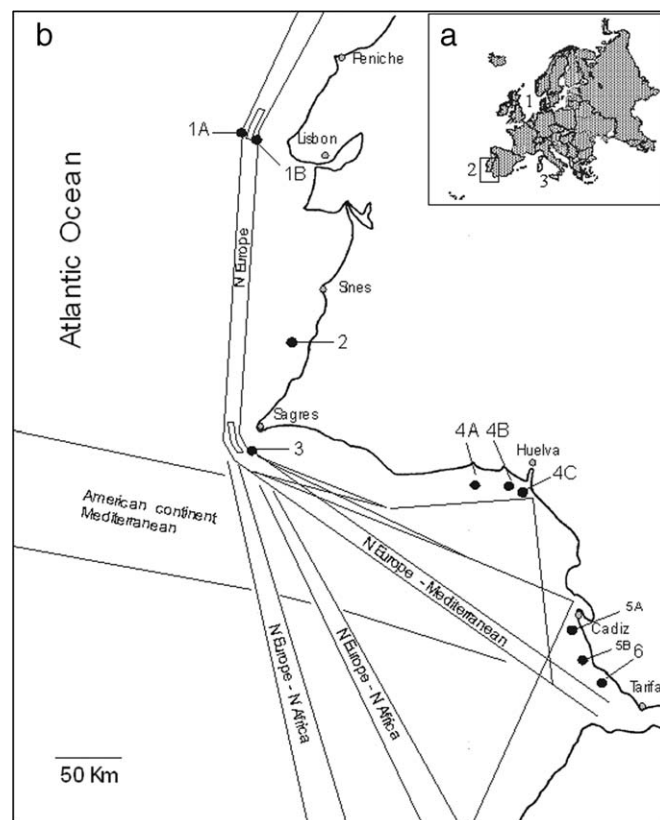 b
a
Peniche
1
1A
Lisbon
1B
2
3
N Europe
Atlantic Ocean
Sines
2
Sagres
3
4A
4B
Huelva
4C
American continent
Mediterranean
N Europe - Mediterranean
5A
Cadiz
5B
6
N Europe - N Africa
N Europe - N Africa
Tarifa
50 Km